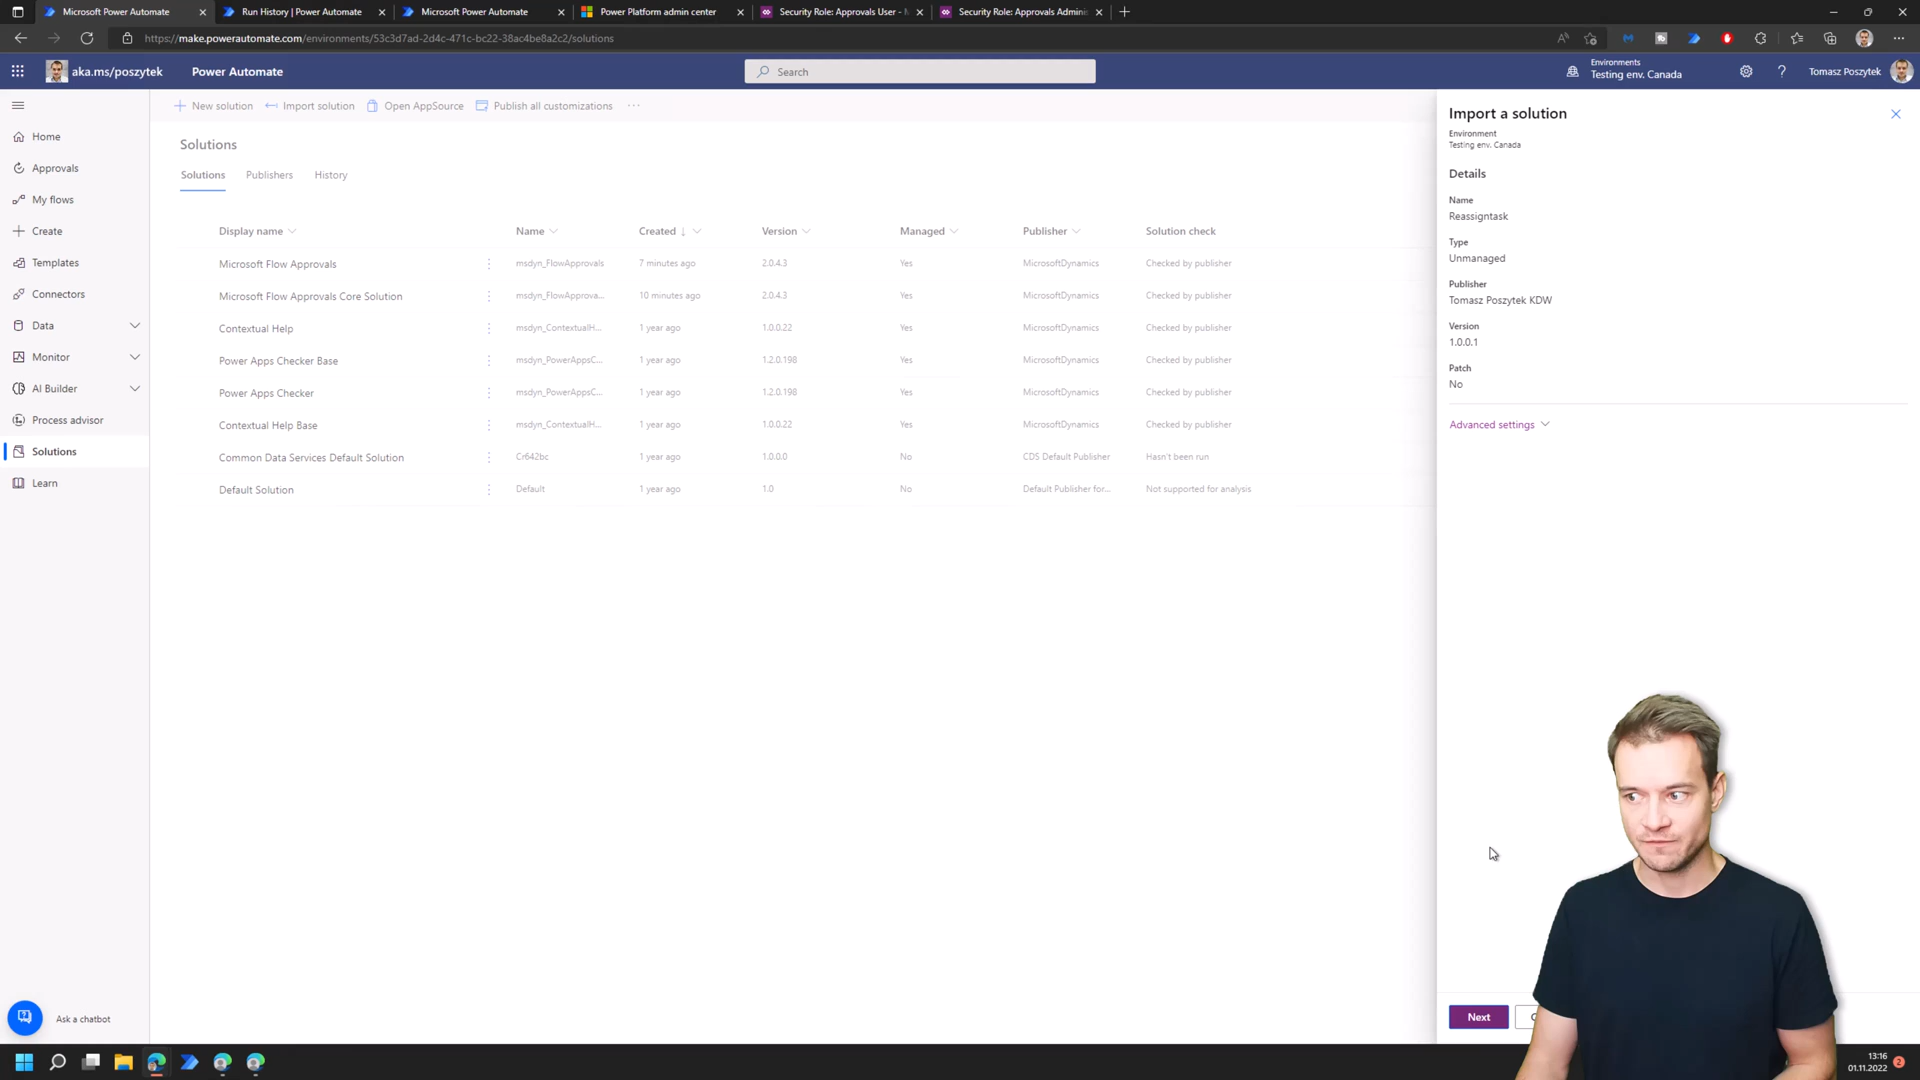 Microsoft Power Automate
Run History | Power Automate
Microsoft Power Automate
Power Platform admin center
Security Role: Approvals User -
Security Role: Approvals Adminis
https://make.powerautomate.com/environments/53c3d7ad-2d4c-471c-bc22-38ac4be8a2c2/solutions
aka.ms/poszytek
Power Automate
Search
Environments
Testing env. Canada
?
Tomasz Poszytek
Home
Approvals
My flows
Create
Templates
Connectors
Data
Monitor
AI Builder
Process advisor
Solutions
Learn
Ask a chatbot
New solution
Import solution
Open AppSource
Publish all customizations
...
Solutions
Solutions Publishers History
Display name Name Created ↓ Version Managed Publisher Solution check
Microsoft Flow Approvals msdyn_FlowApprovals 7 minutes ago 2.0.4.3 Yes MicrosoftDynamics Checked by publisher
Microsoft Flow Approvals Core Solution msdyn_FlowApprova... 10 minutes ago 2.0.4.3 Yes MicrosoftDynamics Checked by publisher
Contextual Help msdyn_ContextualH... 1 year ago 1.0.0.22 Yes MicrosoftDynamics Checked by publisher
Power Apps Checker Base msdyn_PowerAppsC... 1 year ago 1.2.0.198 Yes MicrosoftDynamics Checked by publisher
Power Apps Checker msdyn_PowerAppsC... 1 year ago 1.2.0.198 Yes MicrosoftDynamics Checked by publisher
Contextual Help Base msdyn_ContextualH... 1 year ago 1.0.0.22 Yes MicrosoftDynamics Checked by publisher
Common Data Services Default Solution Cr642bc 1 year ago 1.0.0.0 No CDS Default Publisher Hasn't been run
Default Solution Default 1 year ago 1.0 No Default Publisher for... Not supported for analysis
Import a solution
Environment
Testing env. Canada
Details
Name
Reassigntask
Type
Unmanaged
Publisher
Tomasz Poszytek KDW
Version
1.0.0.1
Patch
No
Advanced settings
Next
13:16
01.11.2022
2